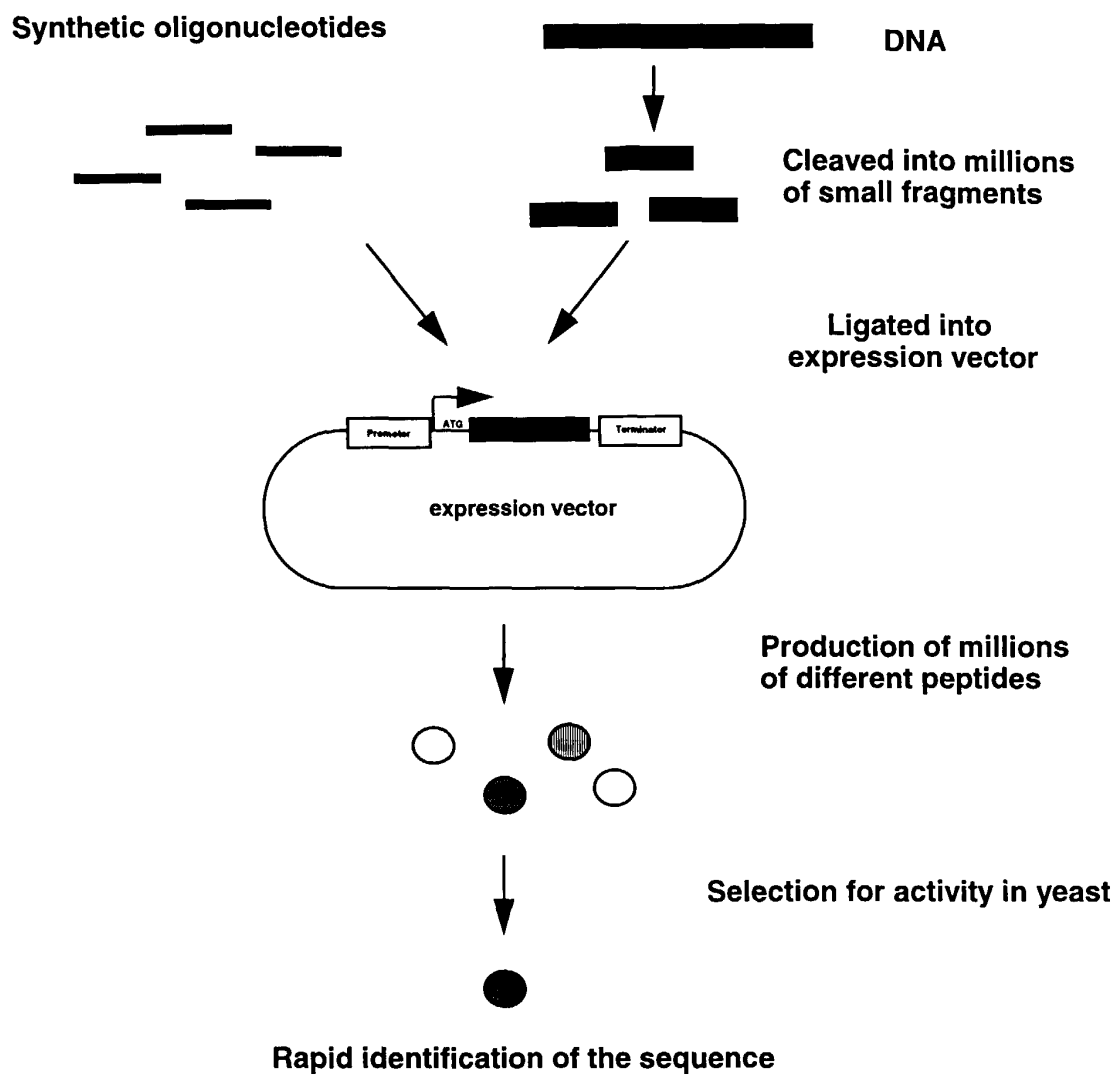 Synthetic oligonucleotides
DNA
Cleaved into millions
of small fragments
Ligated into
expression vector
Promoter
ATG
Terminator
expression vector
Production of millions
of different peptides
Selection for activity in yeast
Rapid identification of the sequence